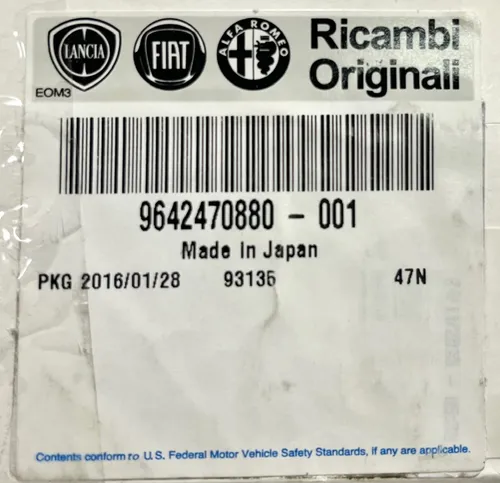 LANCIA FIAT ALFA ROMEO Ricambi
Originali
EOM3
9642470880 - 001
Made In Japan
PKG 2016/01/28 93135 47N
Contents conform to U.S. Federal Motor Vehicle Safety Standards, if any are applicable.